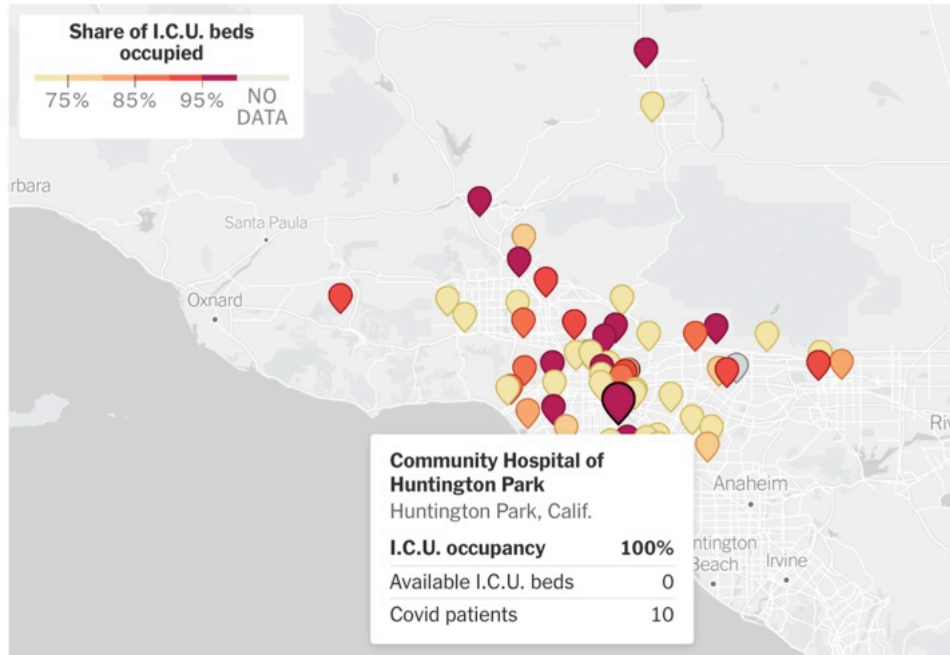 Share of I.C.U. beds
occupied
75% 85% 95% NO
DATA
rbara
Santa Paula
Oxnard
Riv
Anaheim
ntington
Beach
Irvine
Community Hospital of
Huntington Park
Huntington Park, Calif.
I.C.U. occupancy 100%
Available I.C.U. beds 0
Covid patients 10